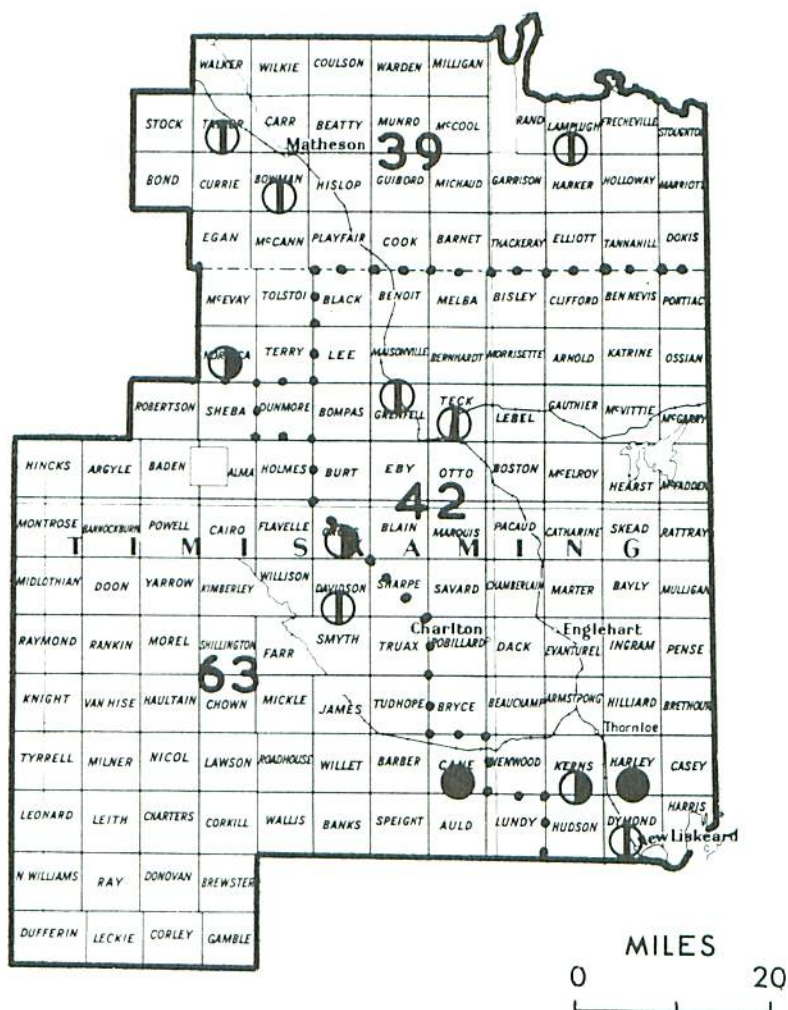 WALKER WILKIE COULSON WARDEN MILLIGAN
STOCK CARR BEATTY MUNRO McCOOL RAND LAMPLUGH FRECHEVILLE STOUGHTON
Matheson 39
BOND CURRIE BOWMAN HISLOP GUIBORD MICHAUD GARRISON HARKER HOLLOWAY MARRIOTT
EGAN McCANN PLAYFAIR COOK BARNET THACKERAY ELLIOTT TANNAHILL DOKIS
McEVAY TOLSTOI BLACK BENOIT MELBA BISLEY CLIFFORD BEN NEVIS PONTIAC
TERRY LEE MAISONVILLE BERNHARDT MORRISETTE ARNOLD KATRINE OSSIAN
ROBERTSON SHEBA DUNMORE BOMPAS GRENFELL TECK LEBEL GAUTHIER McVITTIE McGARRY
HINCKS ARGYLE BADEN ALMA HOLMES BURT EBY OTTO BOSTON McELROY HEARST McFADDEN
42
MONTROSE BANNOCKBURN POWELL CAIRO FLAVELLE BLAIN MARQUIS PACAUD CATHARINE SKEAD RATTRAY
TIMISKAMING
MIDLOTHIAN DOON YARROW KIMBERLEY WILLISON DAVIDSON SHARPE SAVARD CHAMBERLAIN MARTER BAYLY MULLIGAN
Charlton Englehart
RAYMOND RANKIN MOREL SHILLINGTON FARR SMYTH TRUAX ROBILLARD DACK EVANTUREL INGRAM PENSE
63
KNIGHT VAN HISE HAULTAIN CHOWN MICKLE JAMES TUDHOPE BRYCE BEAUCHAMP ARMSTRONG HILLIARD BRETHOUR
Thornloe
TYRRELL MILNER NICOL LAWSON ROADHOUSE WILLET BARBER CANE HENWOOD KERNS HARLEY CASEY
LEONARD LEITH CHARTERS CORKILL WALLIS BANKS SPEIGHT AULD LUNDY HUDSON DYMOND HARRIS
New Liskeard
N WILLIAMS RAY DONOVAN BREWSTER
DUFFERIN LECKIE CORLEY GAMBLE
MILES
0 20